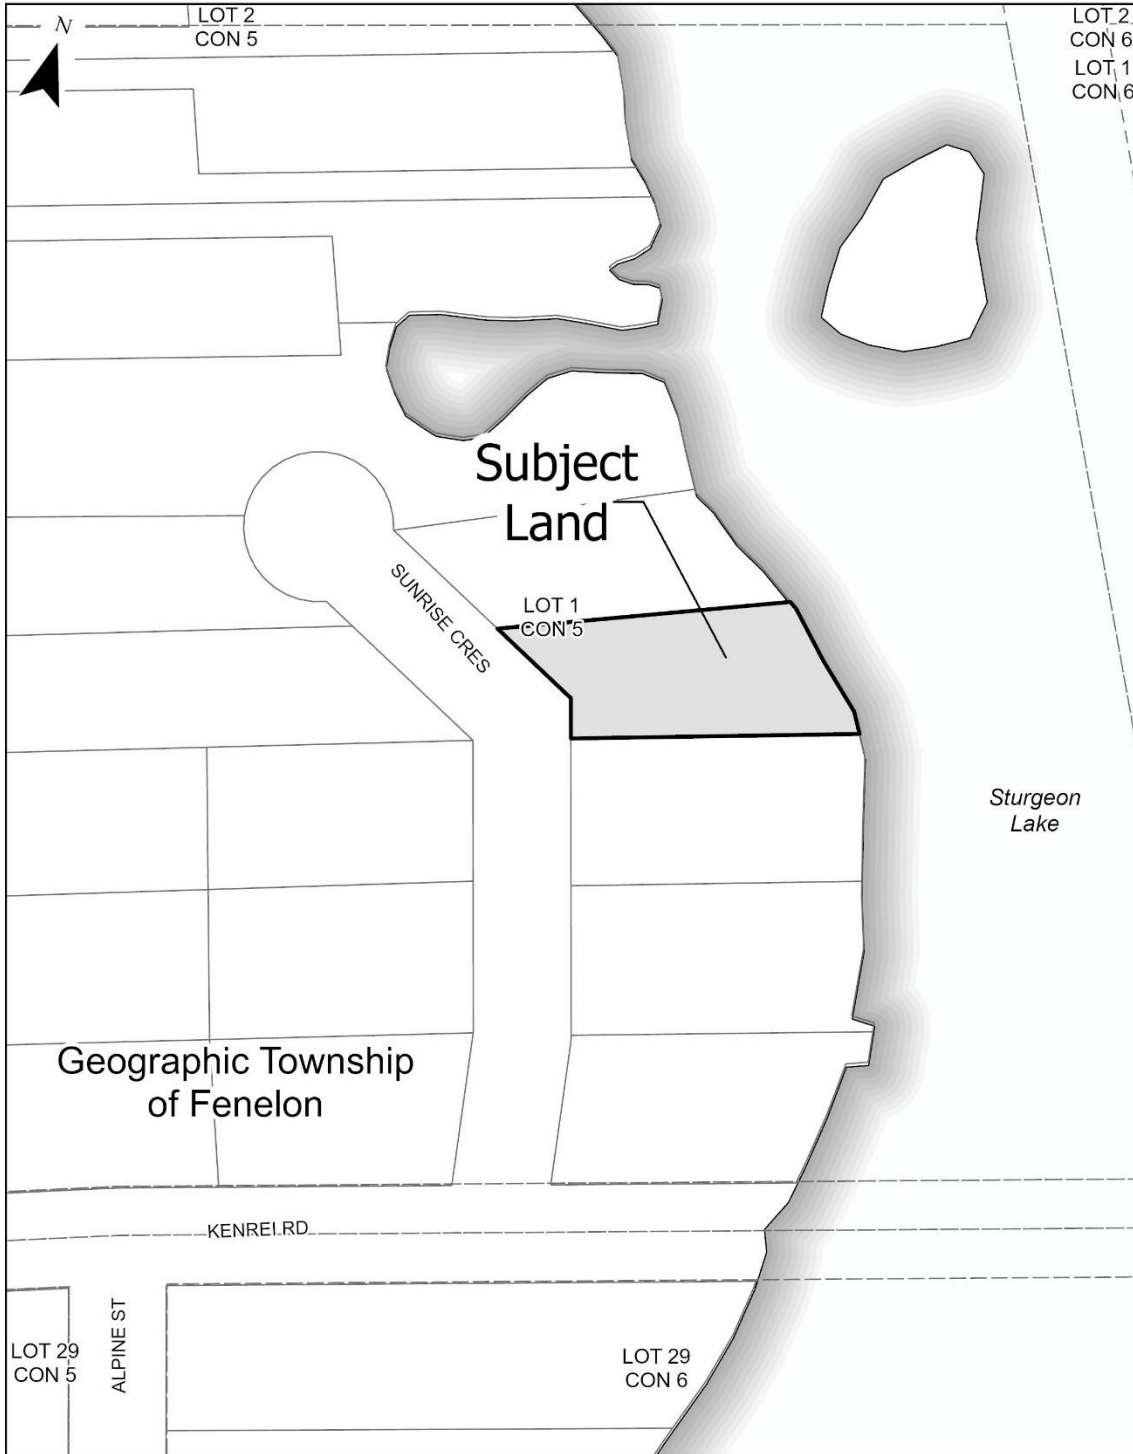 LOT 2
CON 5
LOT 2
CON 6
LOT 1
CON 6
N
Subject
Land
SUNRISE CRES
LOT 1
CON 5
Sturgeon
Lake
Geographic Township
of Fenelon
KENREI RD
ALPINE ST
LOT 29
CON 5
LOT 29
CON 6